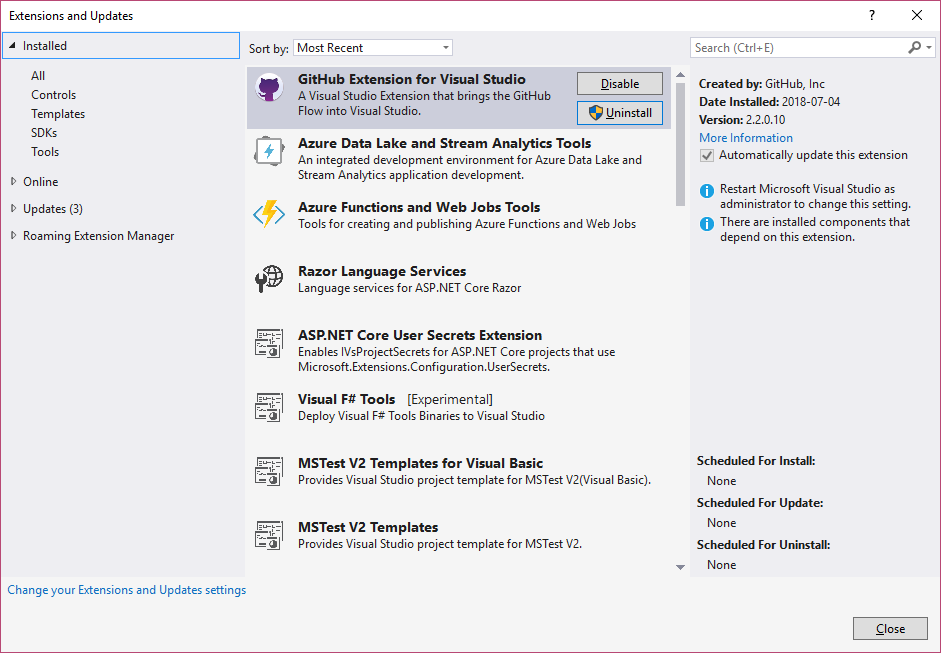 Extensions and Updates
Installed
All
Controls
Templates
SDKs
Tools
Online
Updates (3)
Roaming Extension Manager
Sort by: Most Recent
GitHub Extension for Visual Studio
A Visual Studio Extension that brings the GitHub
Flow into Visual Studio.
Disable
Uninstall
Azure Data Lake and Stream Analytics Tools
An integrated development environment for Azure Data Lake and
Stream Analytics application development.
Azure Functions and Web Jobs Tools
Tools for creating and publishing Azure Functions and Web Jobs
Razor Language Services
Language services for ASP.NET Core Razor
ASP.NET Core User Secrets Extension
Enables IVsProjectSecrets for ASP.NET Core projects that use
Microsoft.Extensions.Configuration.UserSecrets.
Visual F# Tools [Experimental]
Deploy Visual F# Tools Binaries to Visual Studio
MSTest V2 Templates for Visual Basic
Provides Visual Studio project template for MSTest V2(Visual Basic).
MSTest V2 Templates
Provides Visual Studio project template for MSTest V2.
Search (Ctrl+E)
Created by: GitHub, Inc
Date Installed: 2018-07-04
Version: 2.2.0.10
More Information
Automatically update this extension
Restart Microsoft Visual Studio as
administrator to change this setting.
There are installed components that
depend on this extension.
Scheduled For Install:
None
Scheduled For Update:
None
Scheduled For Uninstall:
None
Change your Extensions and Updates settings
Close